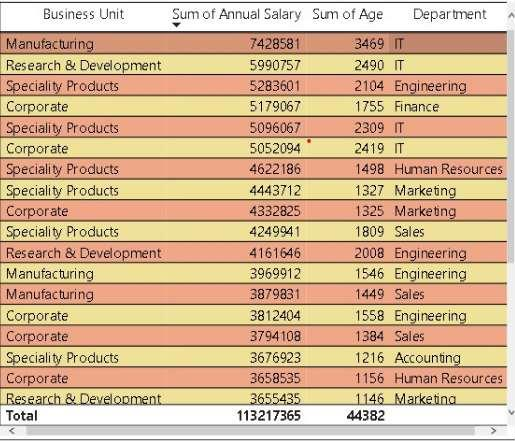 Business Unit Sum of Annual Salary Sum of Age Department
Manufacturing 7428581 3469 IT
Research & Development 5990757 2490 IT
Speciality Products 5283601 2104 Engineering
Corporate 5179067 1755 Finance
Speciality Products 5096067 2309 IT
Corporate 5052094 2419 IT
Speciality Products 4622186 1498 Human Resources
Speciality Products 4443712 1327 Marketing
Corporate 4332825 1325 Marketing
Speciality Products 4249941 1809 Sales
Research & Development 4161646 2008 Engineering
Manufacturing 3969912 1546 Engineering
Manufacturing 3879831 1449 Sales
Corporate 3812404 1558 Engineering
Corporate 3794108 1384 Sales
Speciality Products 3676923 1216 Accounting
Corporate 3658535 1156 Human Resources
Research & Development 3655435 1146 Marketing
Total 113217365 44382